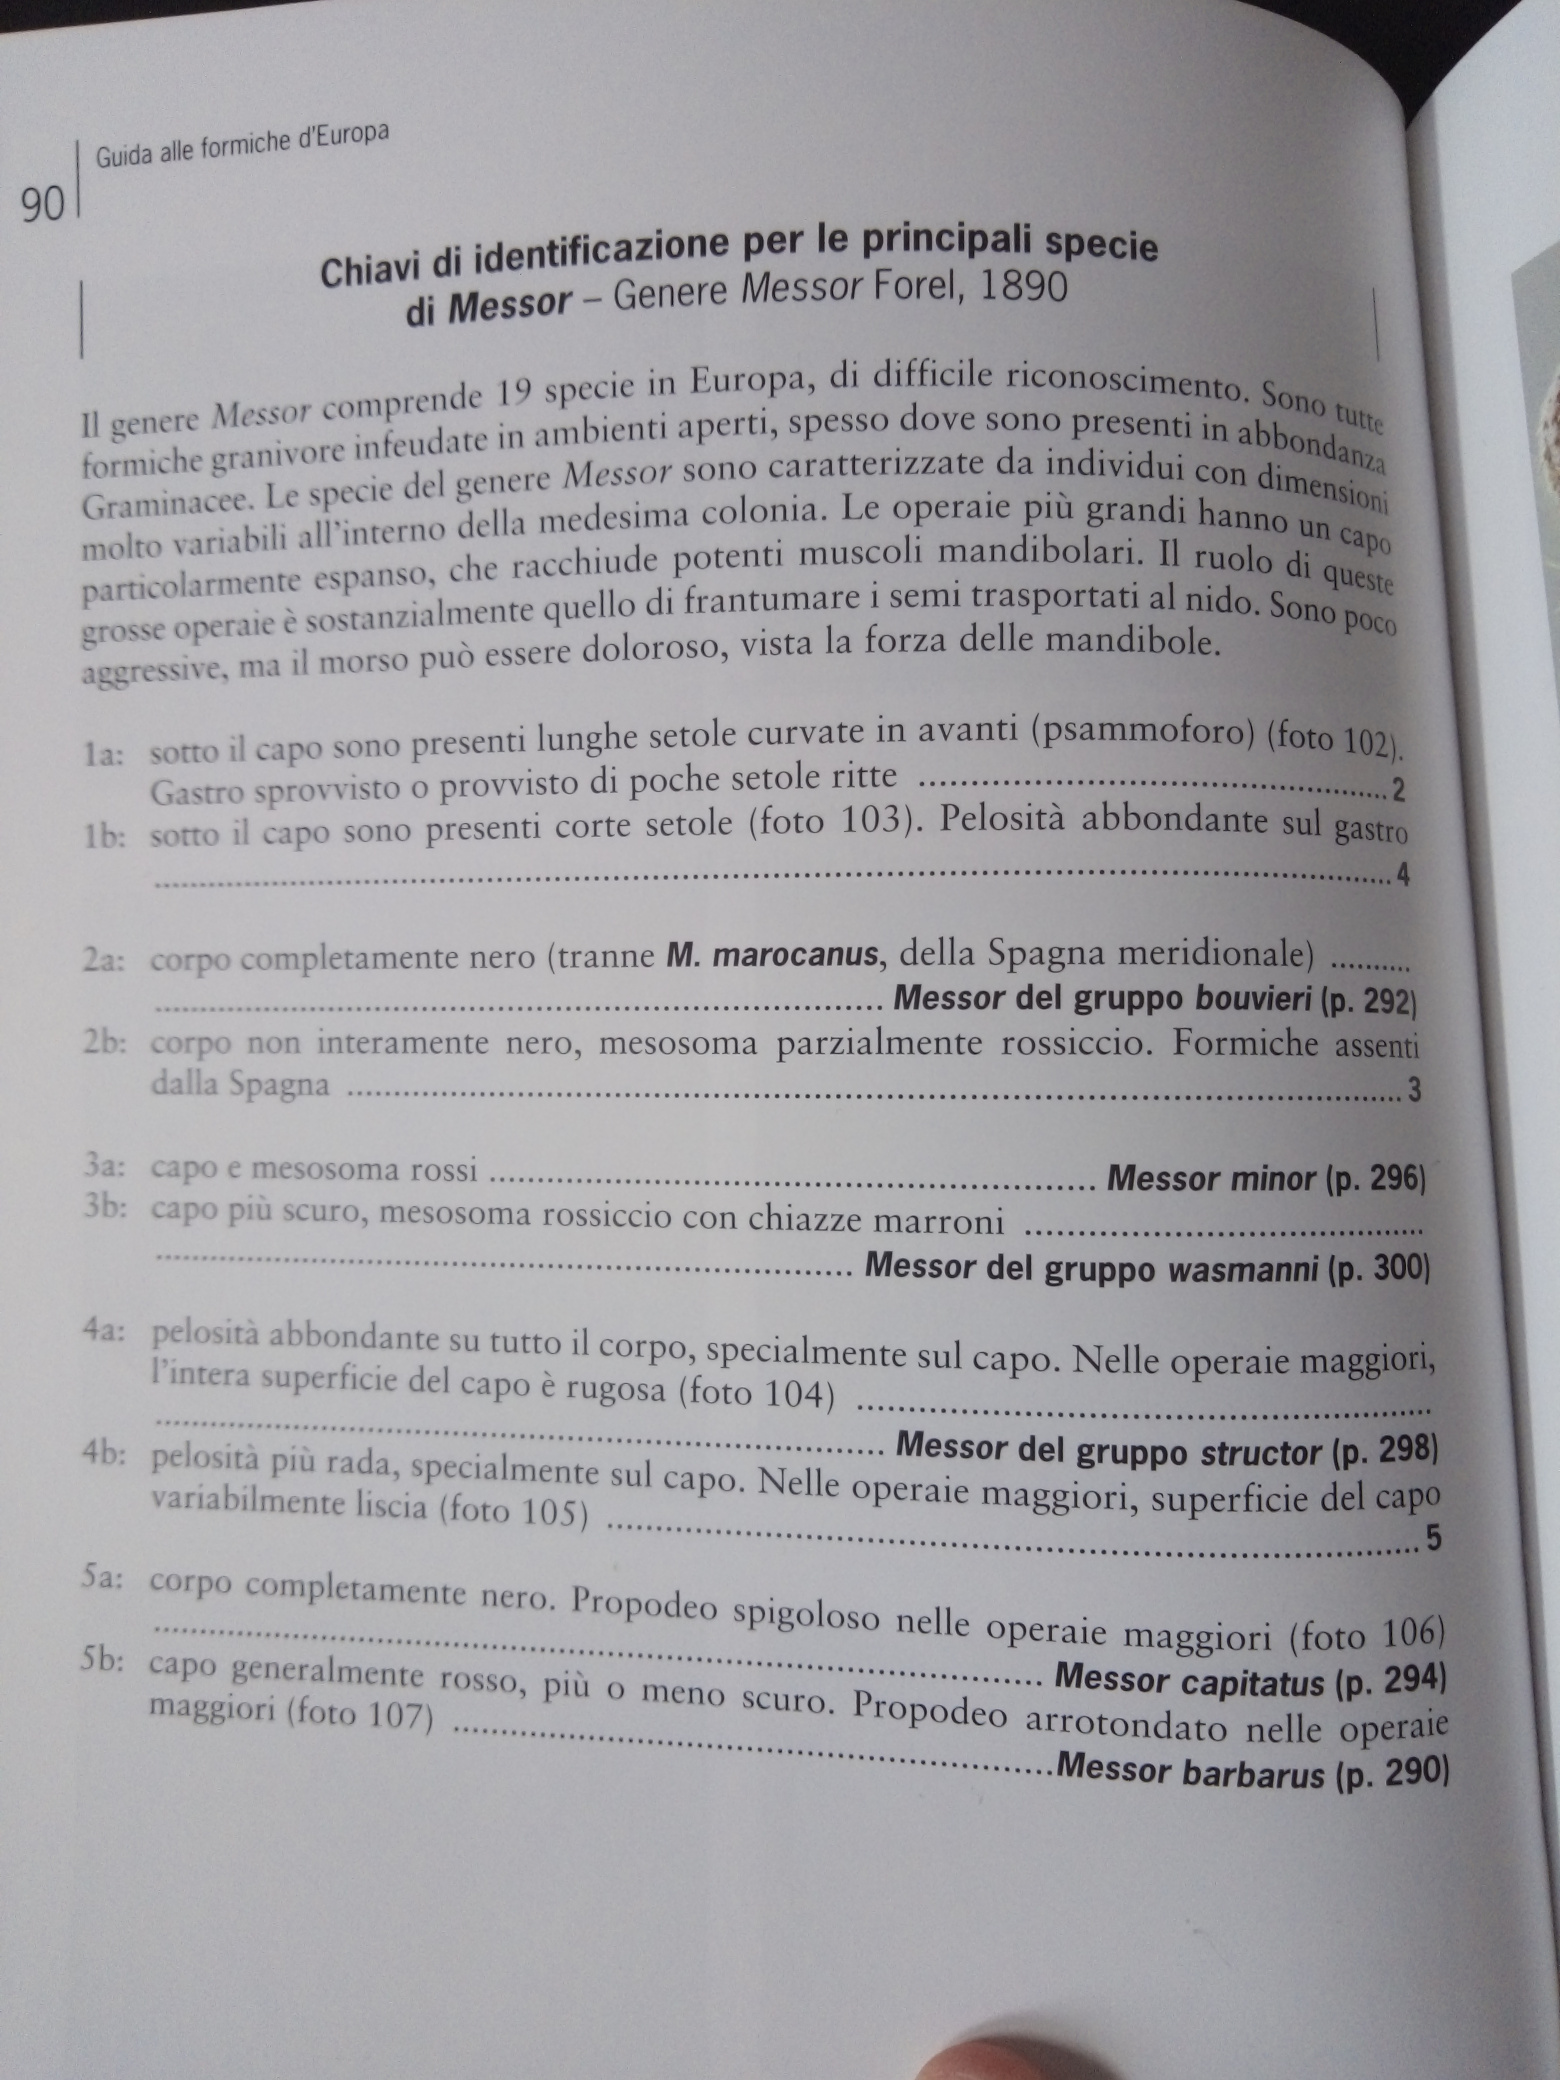 Guida alle formiche d'Europa
90
Chiavi di identificazione per le principali specie
di Messor – Genere Messor Forel, 1890
Il genere Messor comprende 19 specie in Europa, di difficile riconoscimento. Sono tutte
formiche granivore infeudate in ambienti aperti, spesso dove sono presenti in abbondanza
Graminacee. Le specie del genere Messor sono caratterizzate da individui con dimensioni
molto variabili all'interno della medesima colonia. Le operaie più grandi hanno un capo
particolarmente espanso, che racchiude potenti muscoli mandibolari. Il ruolo di queste
grosse operaie è sostanzialmente quello di frantumare i semi trasportati al nido. Sono poco
aggressive, ma il morso può essere doloroso, vista la forza delle mandibole.
1a: sotto il capo sono presenti lunghe setole curvate in avanti (psammoforo) (foto 102).
Gastro sprovvisto o provvisto di poche setole ritte ........................................ 2
1b: sotto il capo sono presenti corte setole (foto 103). Pelosità abbondante sul gastro
........................................ 4
2a: corpo completamente nero (tranne M. marocanus, della Spagna meridionale) ..........
........................................ Messor del gruppo bouvieri (p. 292)
2b: corpo non interamente nero, mesosoma parzialmente rossiccio. Formiche assenti
dalla Spagna ........................................ 3
3a: capo e mesosoma rossi ........................................ Messor minor (p. 296)
3b: capo più scuro, mesosoma rossiccio con chiazze marroni ........................................
........................................ Messor del gruppo wasmanni (p. 300)
4a: pelosità abbondante su tutto il corpo, specialmente sul capo. Nelle operaie maggiori,
l'intera superficie del capo è rugosa (foto 104) ........................................
........................................ Messor del gruppo structor (p. 298)
4b: pelosità più rada, specialmente sul capo. Nelle operaie maggiori, superficie del capo
variabilmente liscia (foto 105) ........................................ 5
5a: corpo completamente nero. Propodeo spigoloso nelle operaie maggiori (foto 106)
........................................ Messor capitatus (p. 294)
5b: capo generalmente rosso, più o meno scuro. Propodeo arrotondato nelle operaie
maggiori (foto 107) ........................................ Messor barbarus (p. 290)